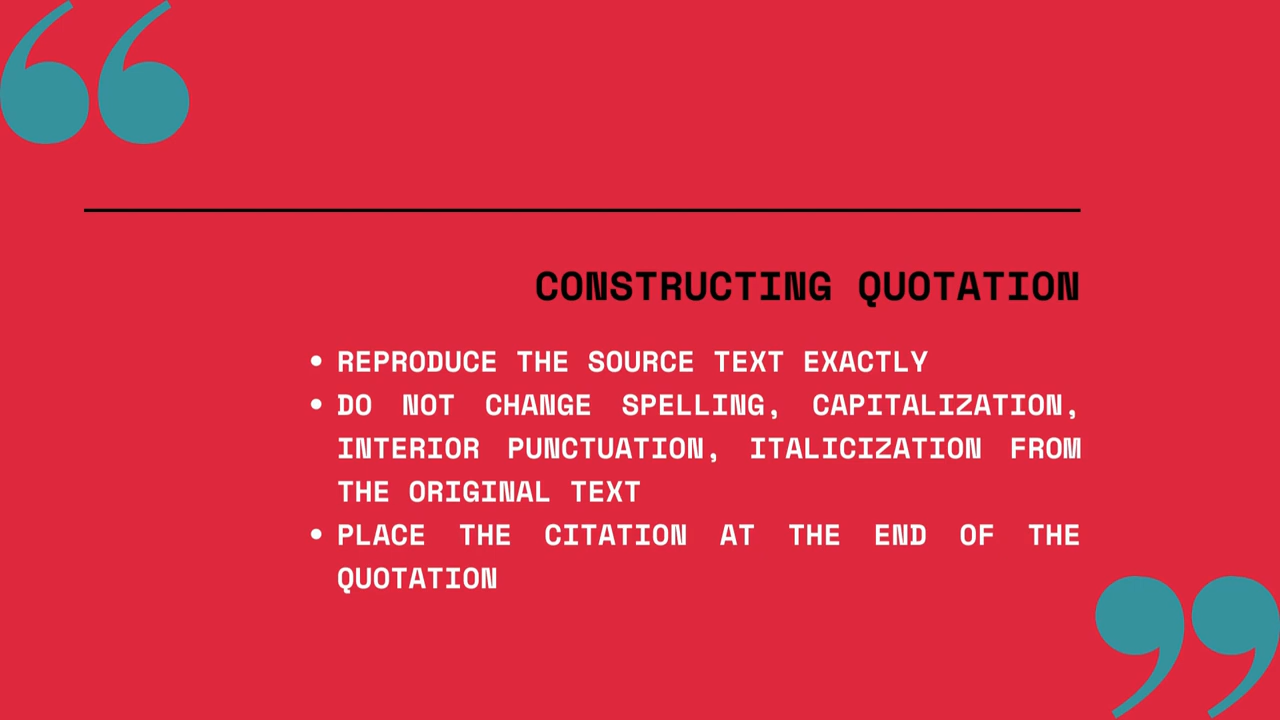 CONSTRUCTING QUOTATION
• REPRODUCE THE SOURCE TEXT EXACTLY
• DO NOT CHANGE SPELLING, CAPITALIZATION,
INTERIOR PUNCTUATION, ITALICIZATION FROM
THE ORIGINAL TEXT
• PLACE THE CITATION AT THE END OF THE
QUOTATION